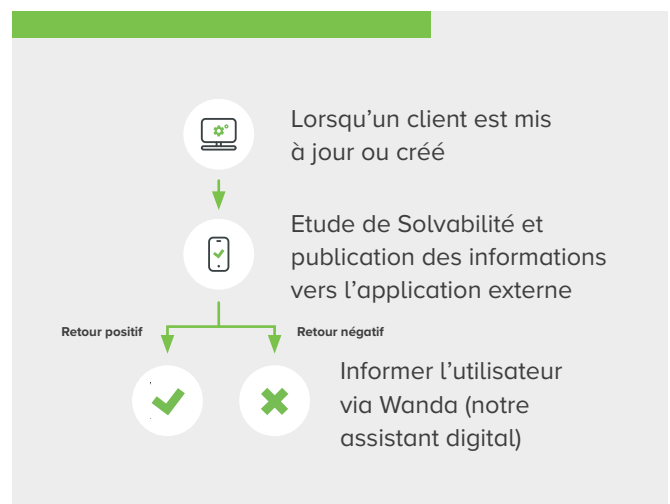 Lorsqu’un client est mis
à jour ou créé
Etude de Solvabilité et
publication des informations
vers l’application externe
Retour positif
Retour négatif
Informer l’utilisateur
via Wanda (notre
assistant digital)